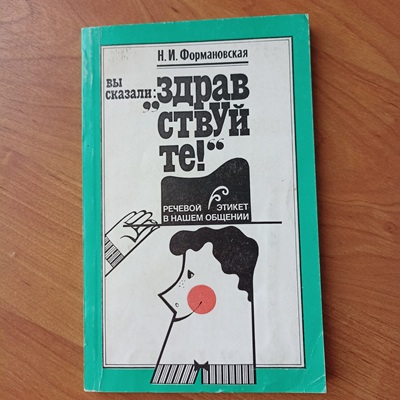 Н. И. Формановская
вы
сказали:
„здрав
ствуй
те!“
РЕЧЕВОЙ ЭТИКЕТ
В НАШЕМ ОБЩЕНИИ